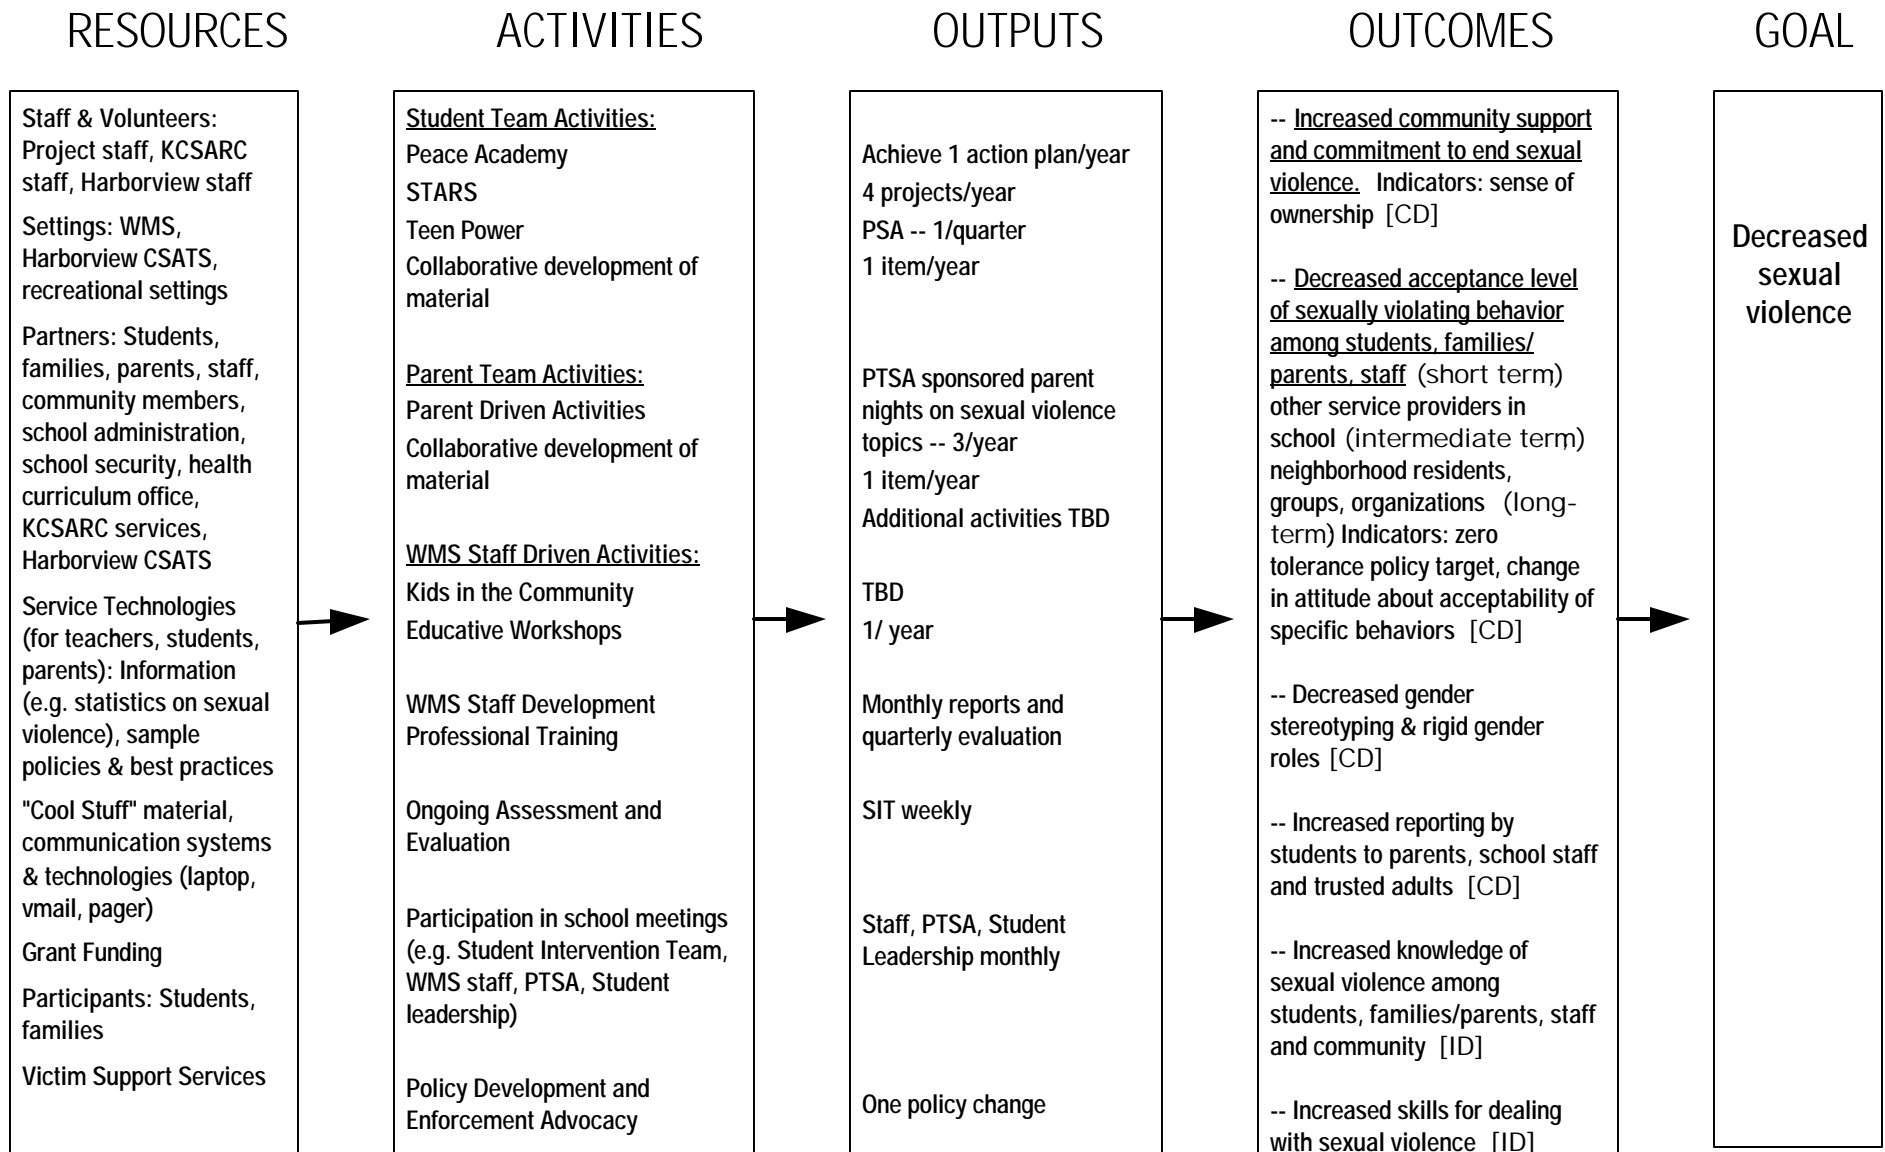 RESOURCES
ACTIVITIES
OUTPUTS
OUTCOMES
GOAL
Staff & Volunteers:
Project staff, KCSARC
staff, Harborview staff
Settings: WMS,
Harborview CSATS,
recreational settings
Partners: Students,
families, parents, staff,
community members,
school administration,
school security, health
curriculum office,
KCSARC services,
Harborview CSATS
Service Technologies
(for teachers, students,
parents): Information
(e.g. statistics on sexual
violence), sample
policies & best practices
"Cool Stuff" material,
communication systems
& technologies (laptop,
vmail, pager)
Grant Funding
Participants: Students,
families
Victim Support Services
Student Team Activities:
Peace Academy
STARS
Teen Power
Collaborative development of
material
Parent Team Activities:
Parent Driven Activities
Collaborative development of
material
WMS Staff Driven Activities:
Kids in the Community
Educative Workshops
WMS Staff Development
Professional Training
Ongoing Assessment and
Evaluation
Participation in school meetings
(e.g. Student Intervention Team,
WMS staff, PTSA, Student
leadership)
Policy Development and
Enforcement Advocacy
Achieve 1 action plan/year
4 projects/year
PSA -- 1/quarter
1 item/year
PTSA sponsored parent
nights on sexual violence
topics -- 3/year
1 item/year
Additional activities TBD
TBD
1/ year
Monthly reports and
quarterly evaluation
SIT weekly
Staff, PTSA, Student
Leadership monthly
One policy change
-- Increased community support
and commitment to end sexual
violence. Indicators: sense of
ownership [CD]
-- Decreased acceptance level
of sexually violating behavior
among students, families/
parents, staff (short term)
other service providers in
school (intermediate term)
neighborhood residents,
groups, organizations (long-
term) Indicators: zero
tolerance policy target, change
in attitude about acceptability of
specific behaviors [CD]
-- Decreased gender
stereotyping & rigid gender
roles [CD]
-- Increased reporting by
students to parents, school staff
and trusted adults [CD]
-- Increased knowledge of
sexual violence among
students, families/parents, staff
and community [ID]
-- Increased skills for dealing
with sexual violence [ID]
Decreased
sexual
violence